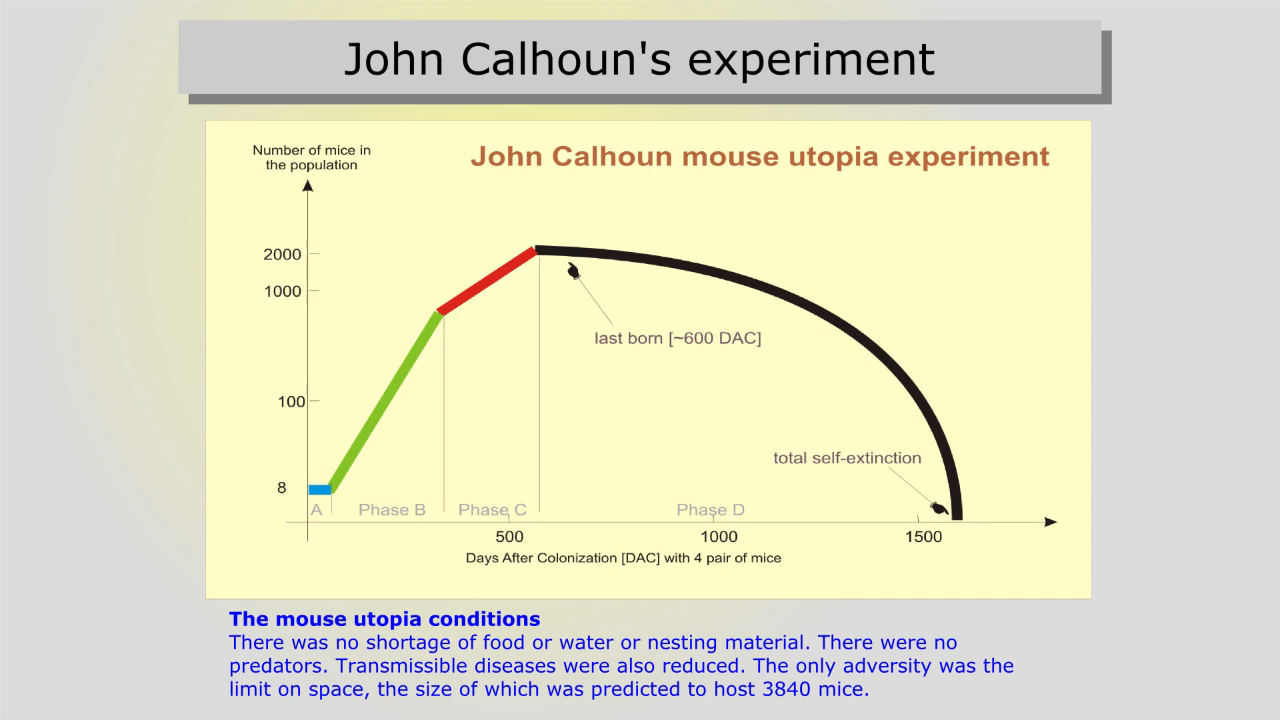 John Calhoun's experiment
Number of mice in
the population
John Calhoun mouse utopia experiment
2000
1000
last born [~600 DAC]
100
total self-extinction
8
A
Phase B
Phase C
Phase D
500
1000
1500
Days After Colonization [DAC] with 4 pair of mice
The mouse utopia conditions
There was no shortage of food or water or nesting material. There were no
predators. Transmissible diseases were also reduced. The only adversity was the
limit on space, the size of which was predicted to host 3840 mice.